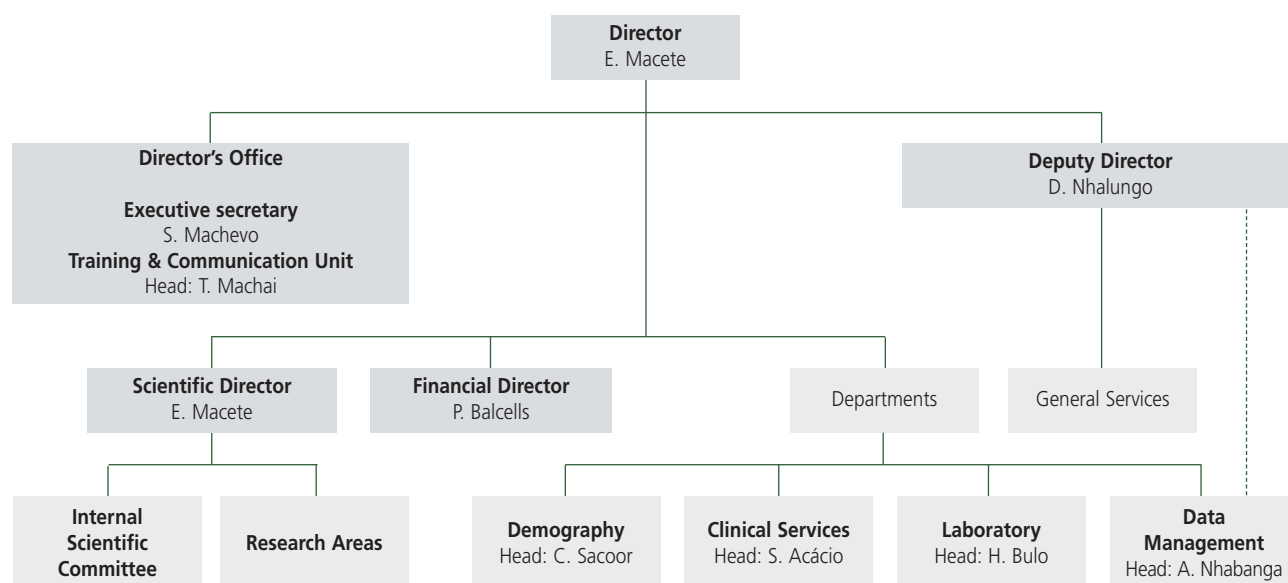 Director
E. Macete
Director's Office
Executive secretary
S. Machevo
Training & Communication Unit
Head: T. Machai
Deputy Director
D. Nhalungo
Scientific Director
E. Macete
Financial Director
P. Balcells
Departments
General Services
Internal
Scientific
Committee
Research Areas
Demography
Head: C. Sacoor
Clinical Services
Head: S. Acácio
Laboratory
Head: H. Bulo
Data
Management
Head: A. Nhabanga